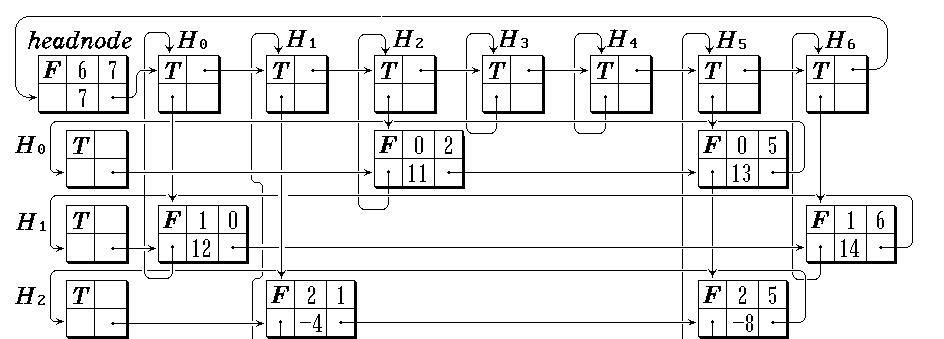 headnode H0 H1 H2 H3 H4 H5 H6
F 6 7 T T T T T T T
7
H0 T F 0 2 F 0 5
11 13
H1 T F 1 0 F 1 6
12 14
H2 T F 2 1 F 2 5
-4 -8